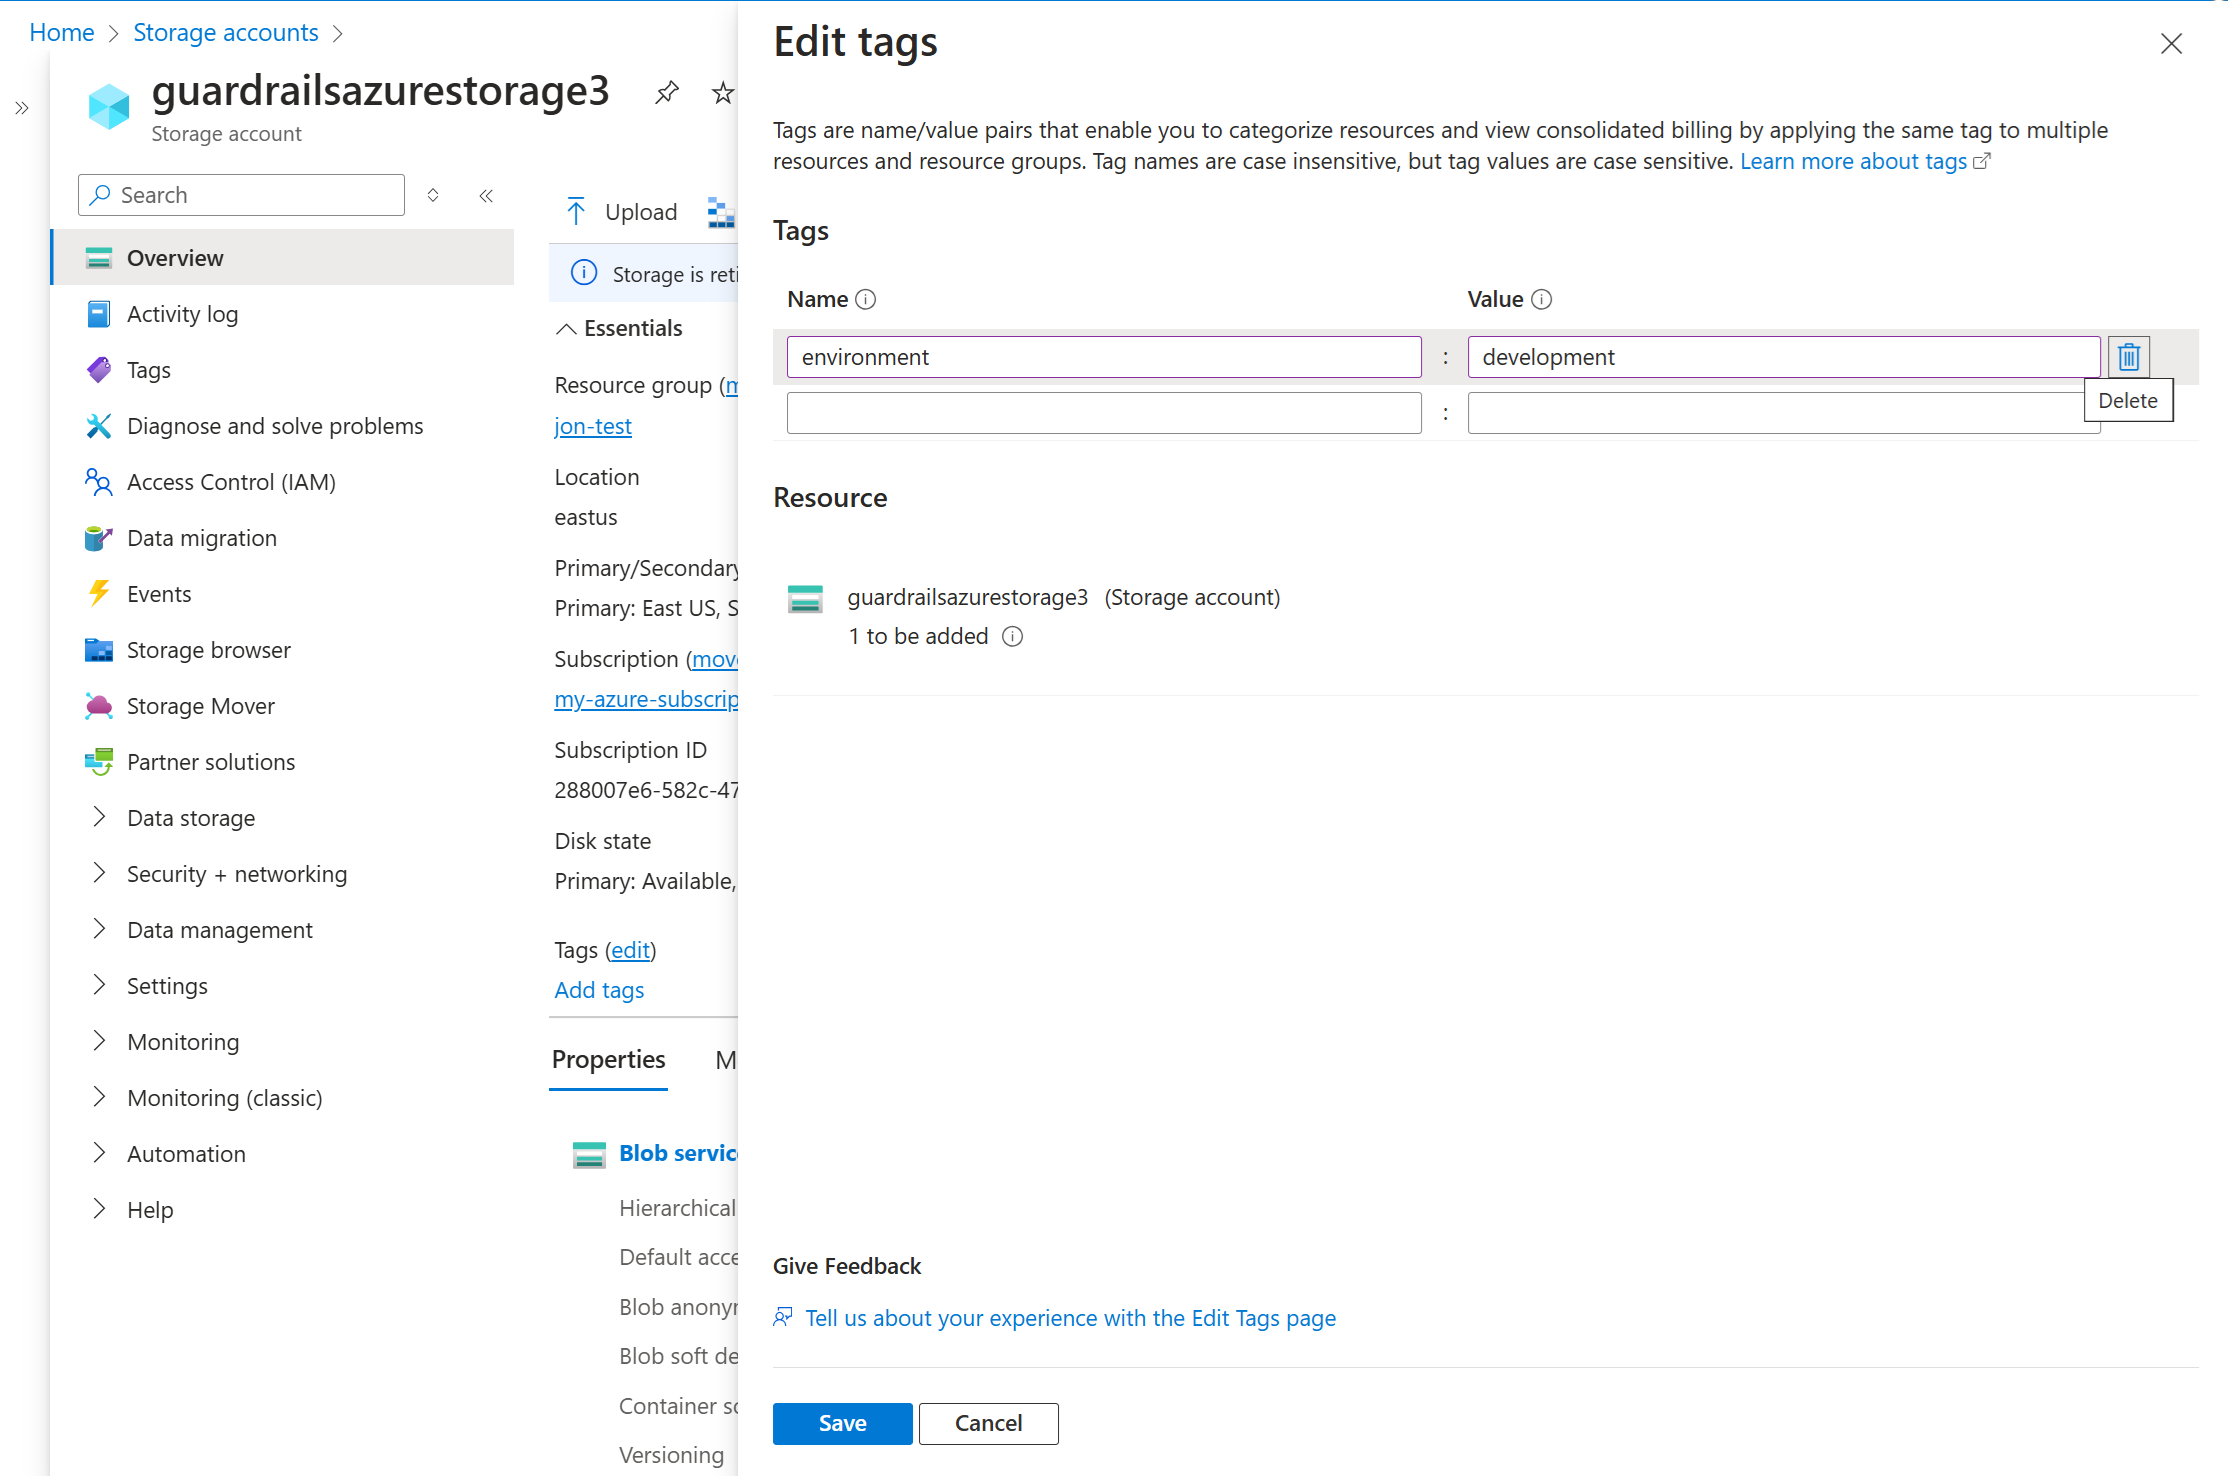 Home > Storage accounts >
guardrailsazurestorage3
Storage account
Search
Overview
Activity log
Tags
Diagnose and solve problems
Access Control (IAM)
Data migration
Events
Storage browser
Storage Mover
Partner solutions
Data storage
Security + networking
Data management
Settings
Monitoring
Monitoring (classic)
Automation
Help
Upload
Storage is reti
Essentials
Resource group (m
jon-test
Location
eastus
Primary/Secondary
Primary: East US, S
Subscription (move
my-azure-subscrip
Subscription ID
288007e6-582c-47
Disk state
Primary: Available,
Tags (edit)
Add tags
Properties M
Blob servic
Hierarchical
Default acce
Blob anonyn
Blob soft de
Container so
Versioning
Edit tags
Tags are name/value pairs that enable you to categorize resources and view consolidated billing by applying the same tag to multiple
resources and resource groups. Tag names are case insensitive, but tag values are case sensitive. Learn more about tags
Tags
Name Value
environment : development
:
Delete
Resource
guardrailsazurestorage3 (Storage account)
1 to be added
Give Feedback
Tell us about your experience with the Edit Tags page
Save Cancel